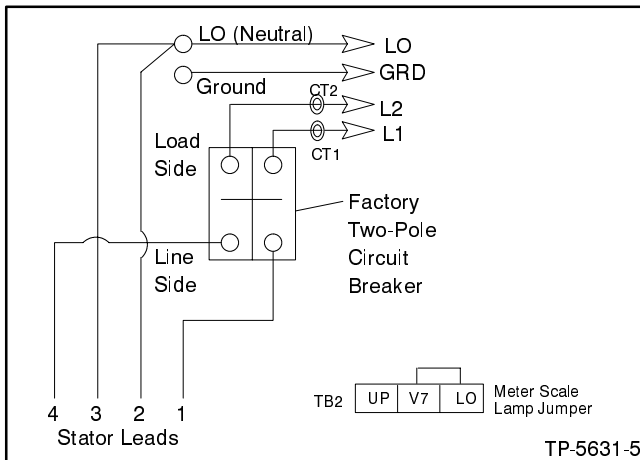 LO (Neutral)
LO
GRD
Ground
CT2
L2
L1
CT1
Load
Side
Factory
Two-Pole
Circuit
Breaker
Line
Side
4 3 2 1
Stator Leads
TB2 UP V7 LO
Meter Scale
Lamp Jumper
TP-5631-5